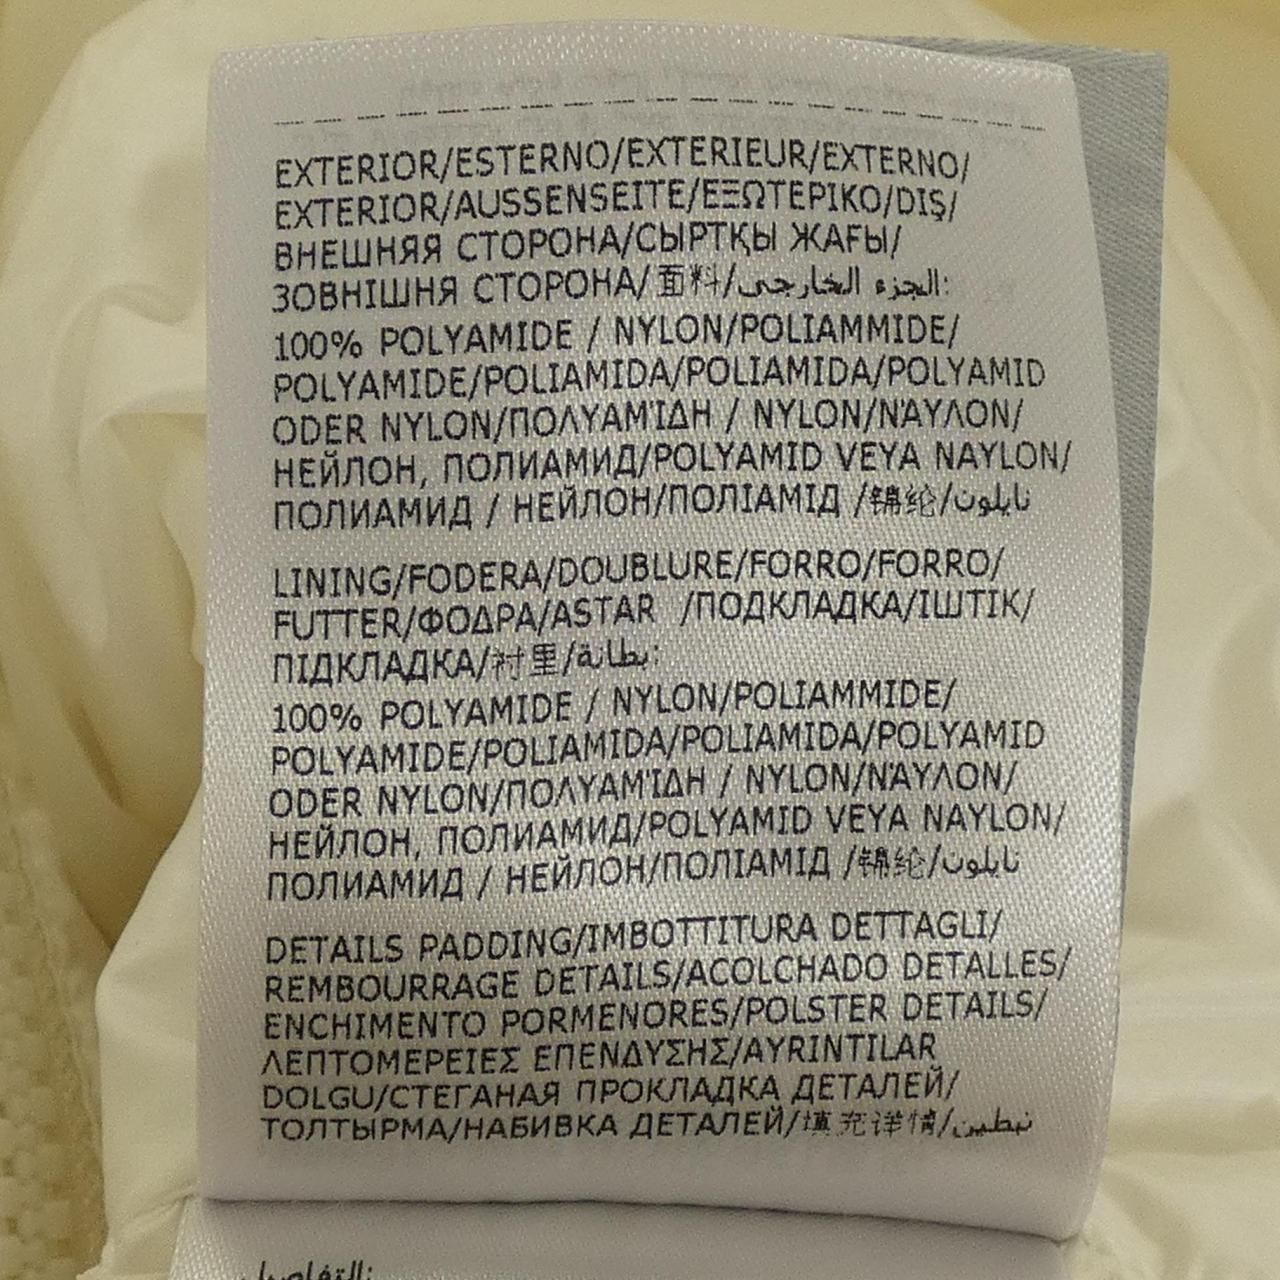 EXTERIOR/ESTERNO/EXTERIEUR/EXTERNO/
EXTERIOR/AUSSENSEITE/ΕΞΩΤΕΡΙΚΟ/DIŞ/
ВНЕШНЯЯ СТОРОНА/СЫРТҚЫ ЖАҒЫ/
ЗОВНІШНЯ СТОРОНА/面料/الجزء الخارجي:
100% POLYAMIDE / NYLON/POLIAMMIDE/
POLYAMIDE/POLIAMIDA/POLIAMIDA/POLYAMID
ODER NYLON/ΠΟΛΥΑΜΊΔΗ / NYLON/ΝΆΥΛΟΝ/
НЕЙЛОН, ПОЛИАМИД/POLYAMID VEYA NAYLON/
ПОЛИАМИД / НЕЙЛОН/ПОЛІАМІД /锦纶/نايلون
LINING/FODERA/DOUBLURE/FORRO/FORRO/
FUTTER/ΦΟΔΡΑ/ASTAR /ПОДКЛАДКА/ІШТІК/
ПІДКЛАДКА/衬里/بطانة:
100% POLYAMIDE / NYLON/POLIAMMIDE/
POLYAMIDE/POLIAMIDA/POLIAMIDA/POLYAMID
ODER NYLON/ΠΟΛΥΑΜΊΔΗ / NYLON/ΝΆΥΛΟΝ/
НЕЙЛОН, ПОЛИАМИД/POLYAMID VEYA NAYLON/
ПОЛИАМИД / НЕЙЛОН/ПОЛІАМІД /锦纶/نايلون
DETAILS PADDING/IMBOTTITURA DETTAGLI/
REMBOURRAGE DETAILS/ACOLCHADO DETALLES/
ENCHIMENTO PORMENORES/POLSTER DETAILS/
ΛΕΠΤΟΜΕΡΕΙΕΣ ΕΠΕΝΔΥΣΗΣ/AYRINTILAR
DOLGU/СТЕГАНАЯ ПРОКЛАДКА ДЕТАЛЕЙ/
ТОЛТЫРМА/НАБИВКА ДЕТАЛЕЙ/填充详情/تبطين
التفاصيل: